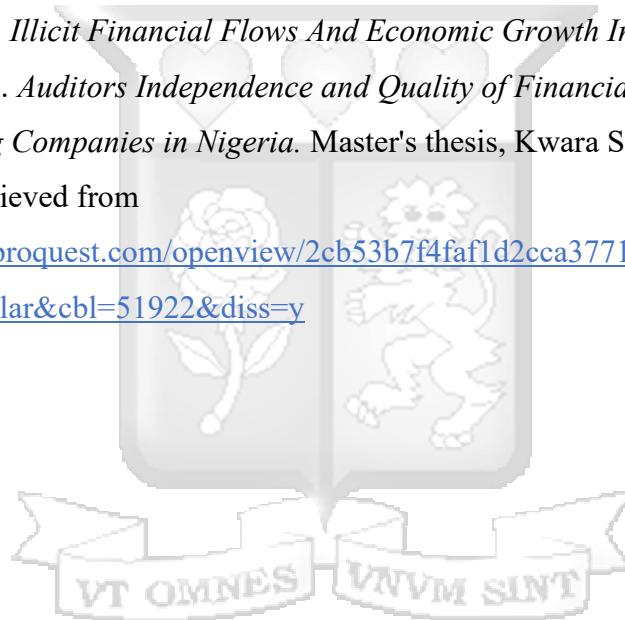 Illicit Financial Flows And Economic Growth In
. Auditors Independence and Quality of Financia
Companies in Nigeria. Master's thesis, Kwara S
ieved from
proquest.com/openview/2cb53b7f4faf1d2cca3771
lar&cbl=51922&diss=y
VT OMNES VNVM SINT